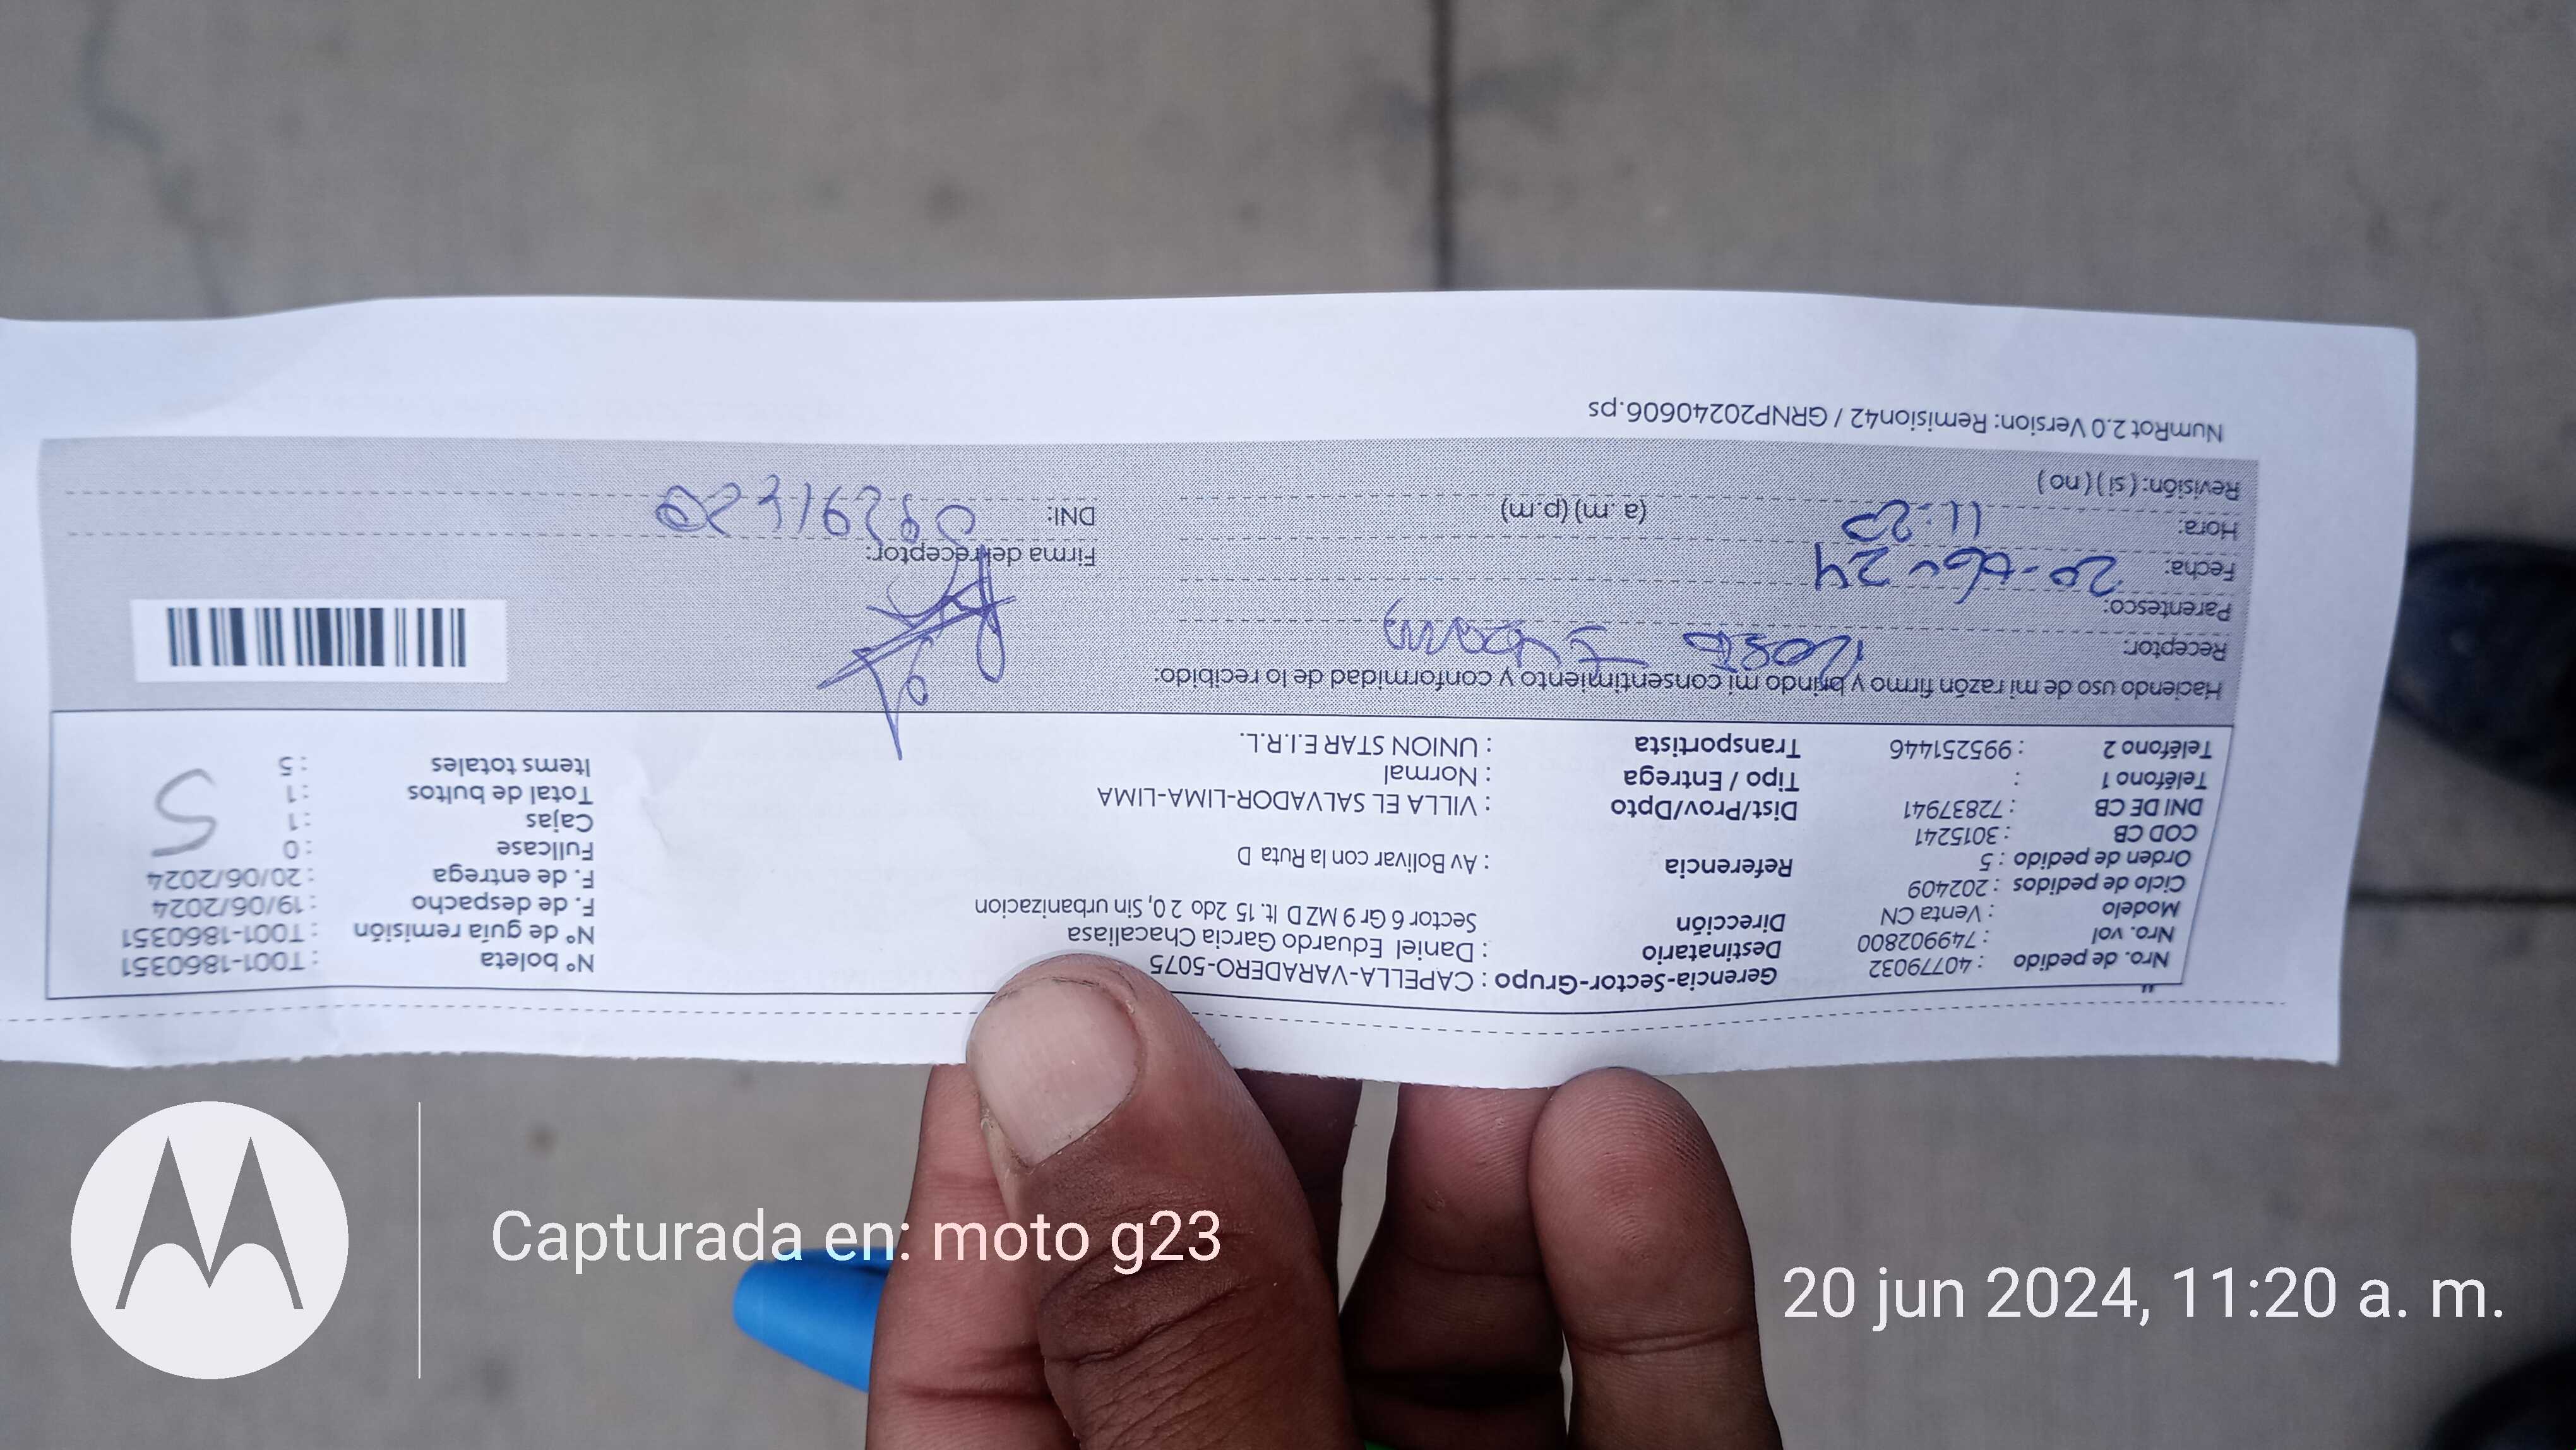 Nro. de pedido : 40779032
Nro. vol : 749902800
Modelo : Venta CN
Ciclo de pedidos : 202409
Orden de pedido : 5
COD CB : 3015241
DNI DE CB : 72837941
Teléfono 1 :
Teléfono 2 : 995251446
Gerencia-Sector-Grupo : CAPELLA-VARADERO-5075
Destinatario : Daniel Eduardo Garcia Chacaliasa
Dirección Sector 6 Gr 9 MZ D lt. 15 2do 2 0, Sin urbanizacion
Referencia : Av Bolivar con la Ruta D
Dist/Prov/Dpto : VILLA EL SALVADOR-LIMA-LIMA
Tipo / Entrega : Normal
Transportista : UNION STAR E.I.R.L.
N° boleta : T001-1860351
N° de guía remisión : T001-1860351
F. de despacho : 19/06/2024
F. de entrega : 20/06/2024
Fullcase : 0
Cajas : 1
Total de bultos : 1
Items totales : 5
5
Haciendo uso de mi razón firmo y brindo mi consentimiento y conformidad de lo recibido:
Receptor: Rosa
Parentesco:
Fecha: 20-06-24
Hora: 11:20 (a. m) (p.m)
Revisión: ( si ) ( no )
Firma del receptor:
DNI:
NumRot 2.0 Version: Remision42 / GRNP20240606.ps
Capturada en: moto g23
20 jun 2024, 11:20 a. m.